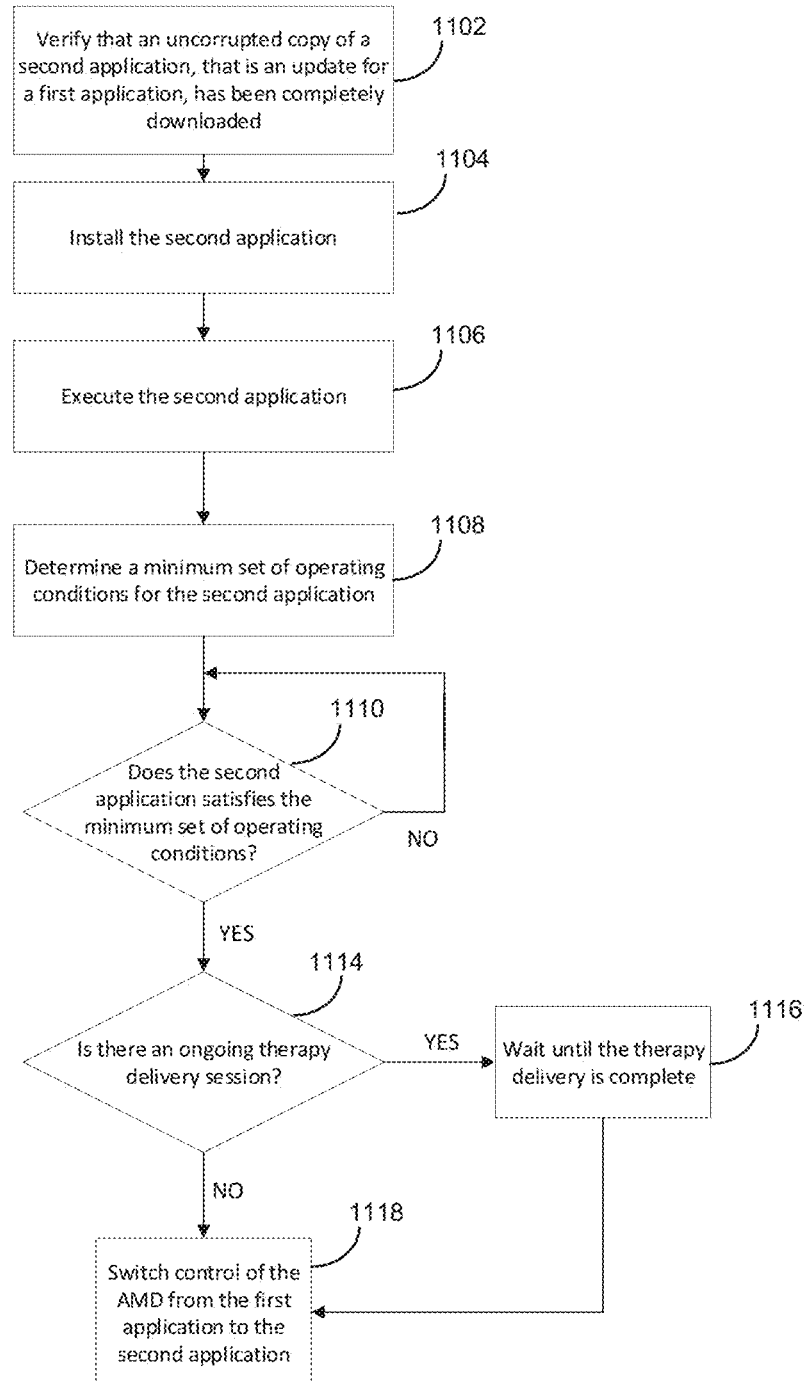 Verify that an uncorrupted copy of a
second application, that is an update for
a first application, has been completely
downloaded
1102
Install the second application
1104
Execute the second application
1106
Determine a minimum set of operating
conditions for the second application
1108
Does the second
application satisfies the
minimum set of operating
conditions?
1110
NO
YES
Is there an ongoing therapy
delivery session?
1114
YES
Wait until the therapy
delivery is complete
1116
NO
Switch control of the
AMD from the first
application to the
second application
1118